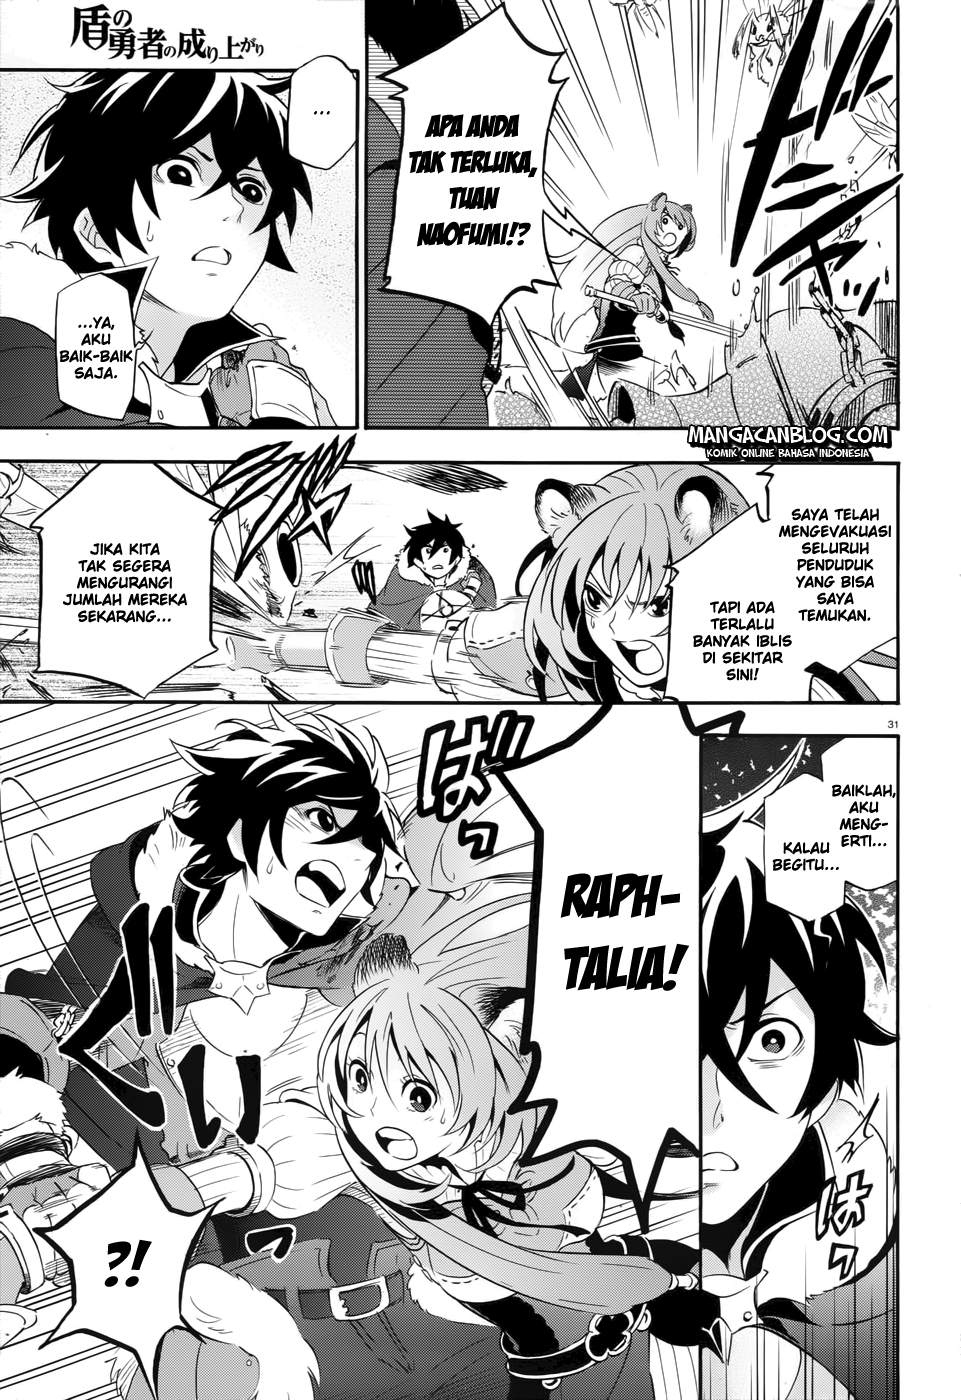 盾の勇者の成り上がり
APA ANDA
TAK TERLUKA,
TUAN
NAOFUMI!?
...
...YA,
AKU
BAIK-BAIK
SAJA.
MANGACANBLOG.COM
KOMIK ONLINE BAHASA INDONESIA
SAYA TELAH
MENGEVAKUASI
SELURUH
PENDUDUK
YANG BISA
SAYA
TEMUKAN.
TAPI ADA
TERLALU
BANYAK IBLIS
DI SEKITAR
SINI!
JIKA KITA
TAK SEGERA
MENGURANGI
JUMLAH MEREKA
SEKARANG...
31
BAIKLAH,
AKU
MENG-
ERTI...
KALAU
BEGITU...
はっ
RAPH-
TALIA!
ばっ
ぐいっ
?!